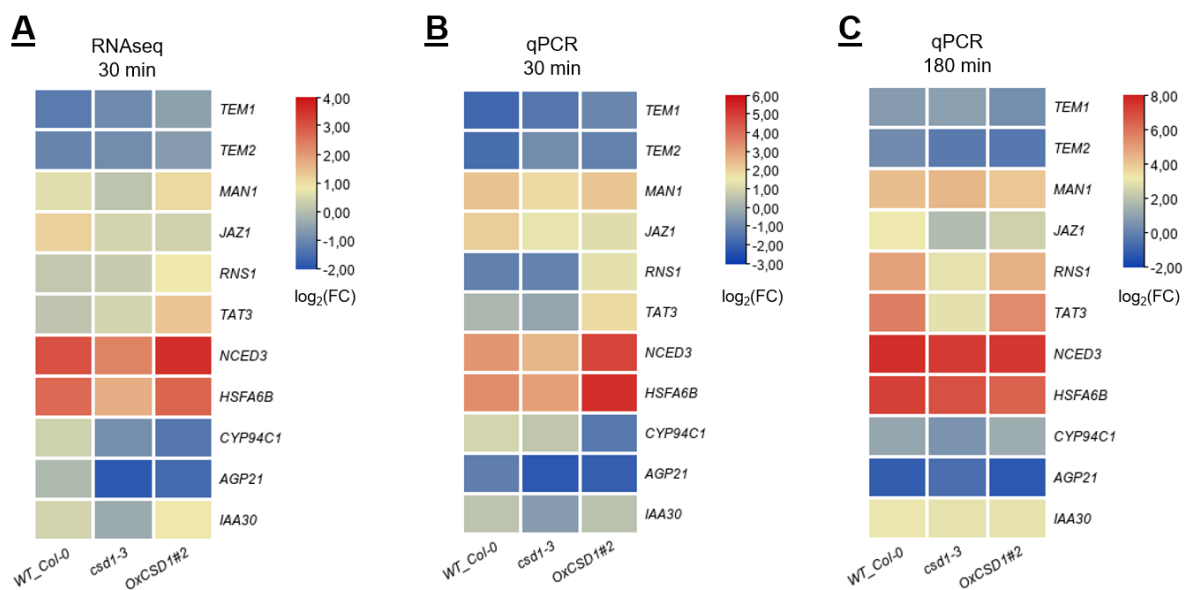 A
RNAseq
30 min
TEM1
TEM2
MAN1
JAZ1
RNS1
TAT3
NCED3
HSFA6B
CYP94C1
AGP21
IAA30
WT_Col-0
csd1-3
OxCSD1#2
4,00
3,00
2,00
1,00
0,00
-1,00
-2,00
log2(FC)
B
qPCR
30 min
TEM1
TEM2
MAN1
JAZ1
RNS1
TAT3
NCED3
HSFA6B
CYP94C1
AGP21
IAA30
WT_Col-0
csd1-3
OxCSD1#2
6,00
5,00
4,00
3,00
2,00
1,00
0,00
-1,00
-2,00
-3,00
log2(FC)
C
qPCR
180 min
TEM1
TEM2
MAN1
JAZ1
RNS1
TAT3
NCED3
HSFA6B
CYP94C1
AGP21
IAA30
WT_Col-0
csd1-3
OxCSD1#2
8,00
6,00
4,00
2,00
0,00
-2,00
log2(FC)